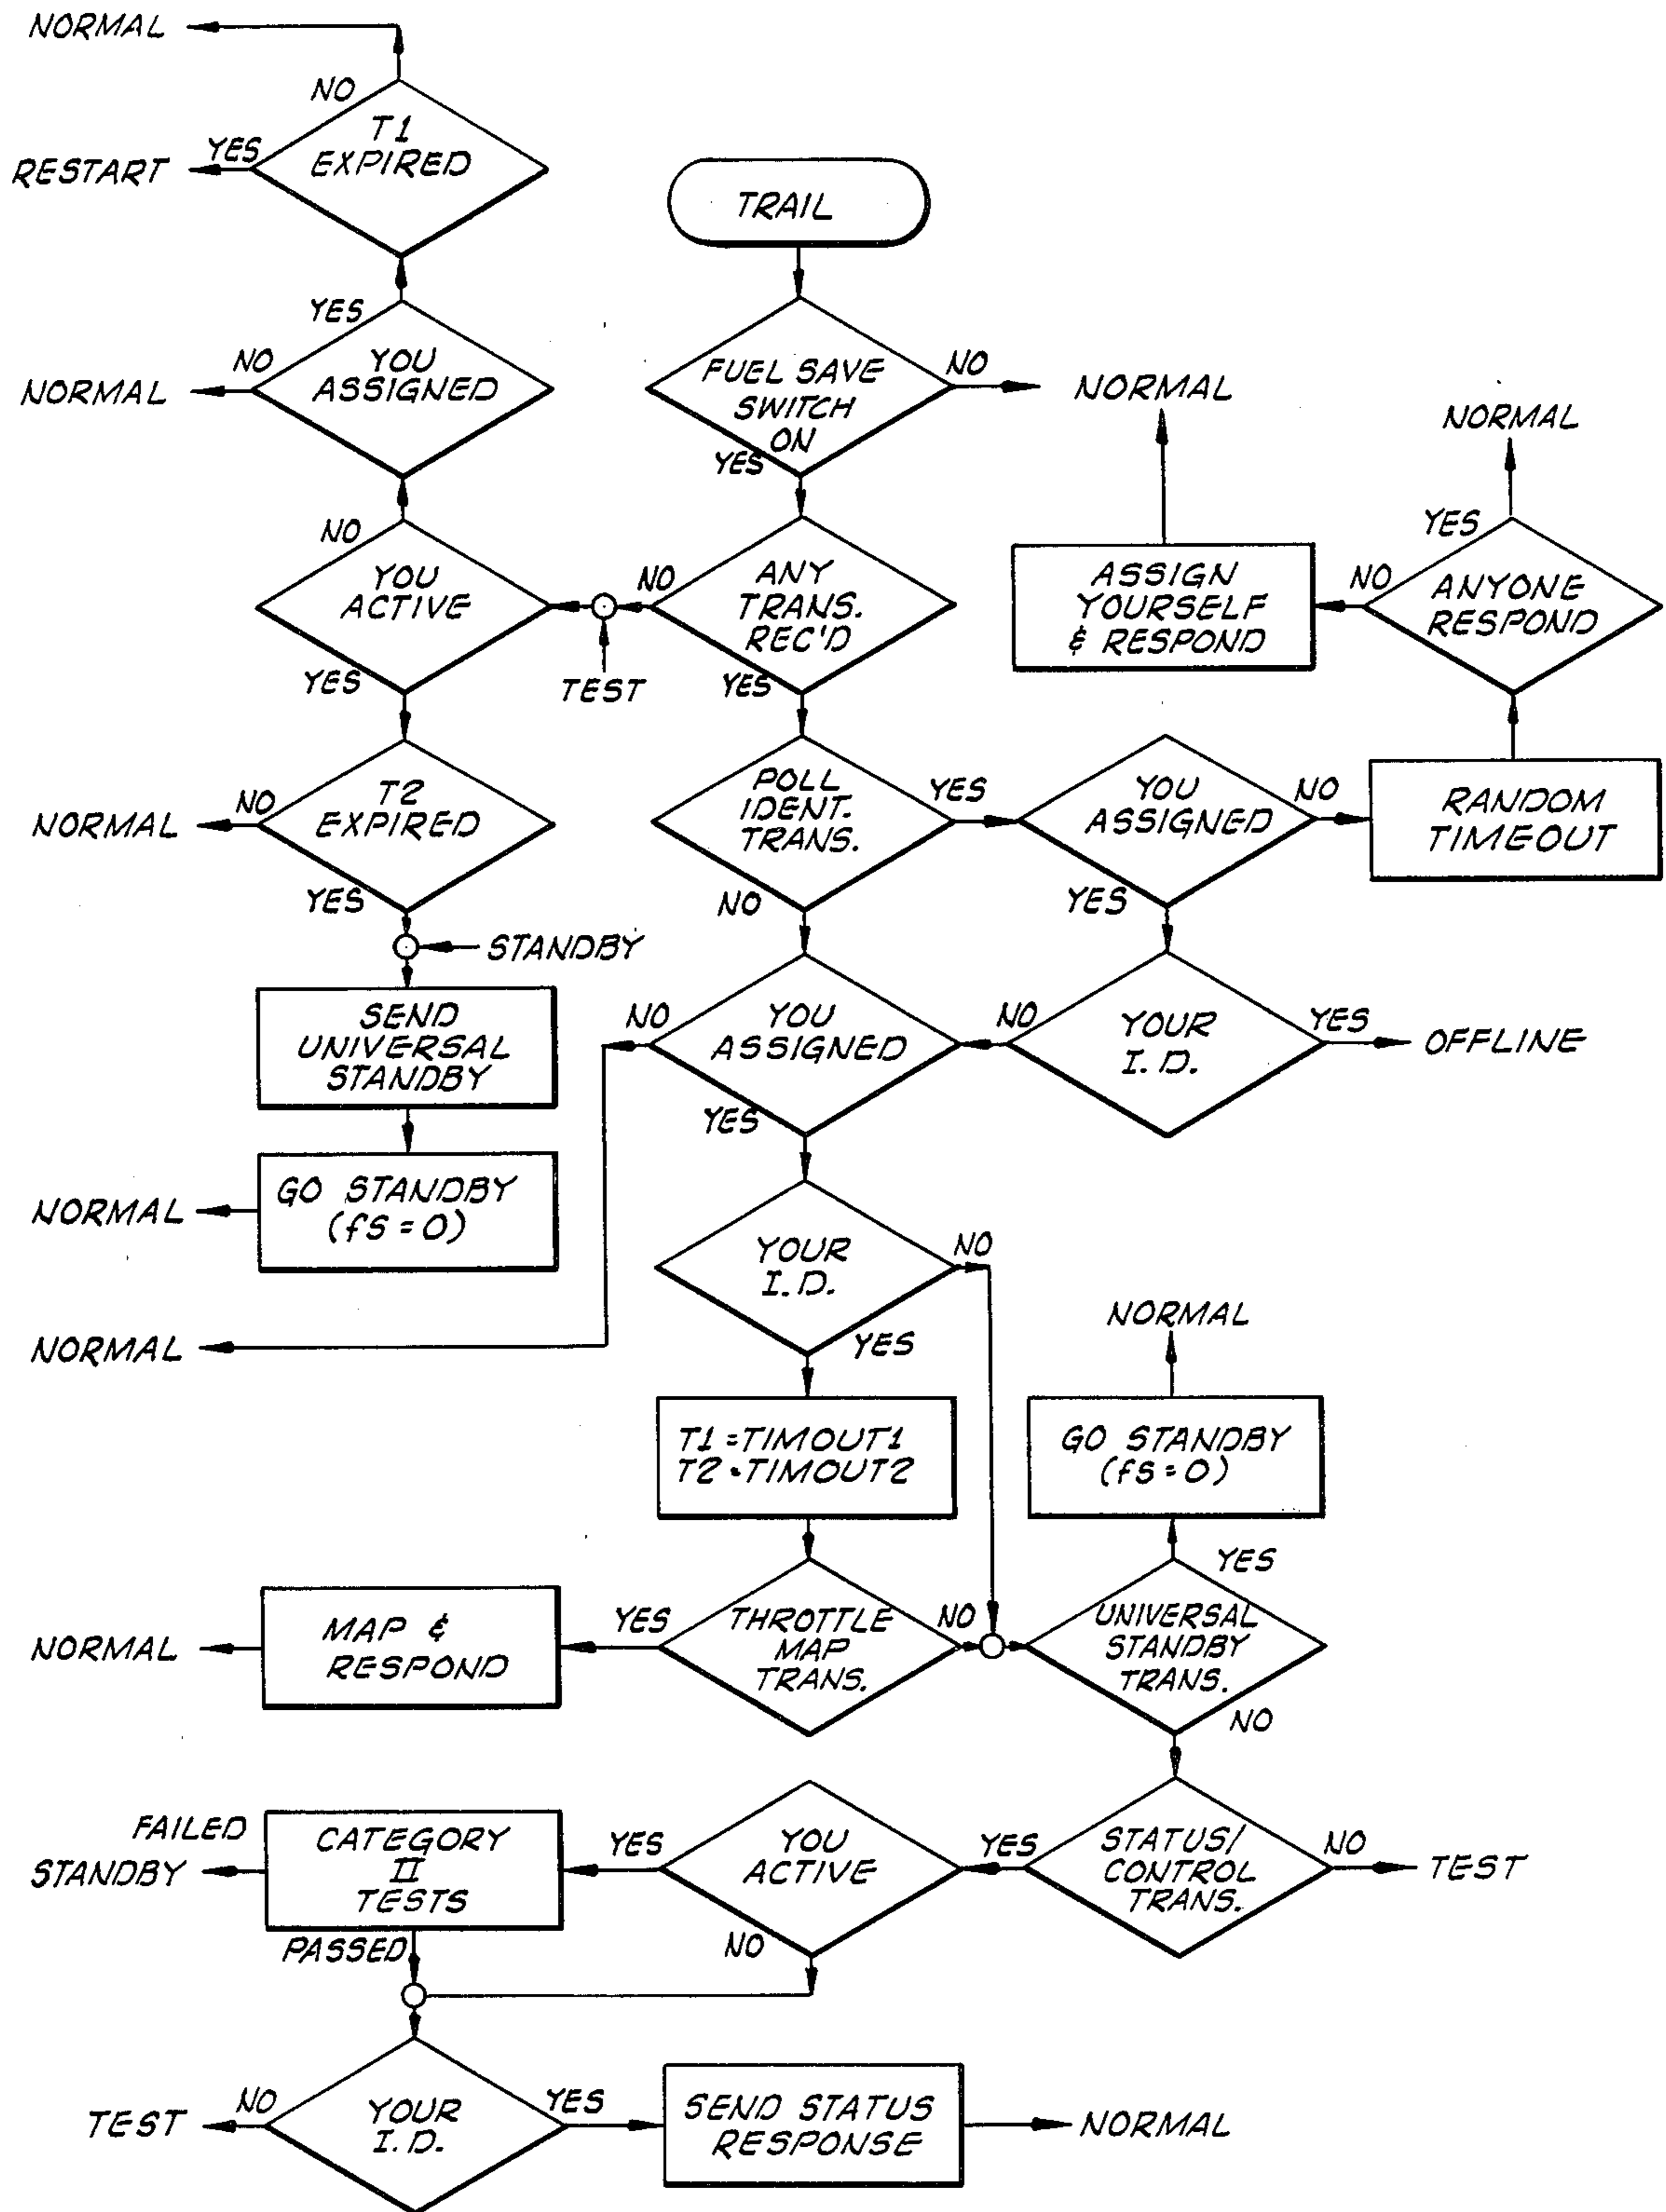 NORMAL
NO
T1
EXPIRED
YES
RESTART
TRAIL
YES
YOU
ASSIGNED
NO
NORMAL
FUEL SAVE
SWITCH
ON
NO
NORMAL
YES
NORMAL
NO
YOU
ACTIVE
YES
NO
TEST
ANY
TRANS.
REC'D
YES
ASSIGN
YOURSELF
& RESPOND
NO
YES
ANYONE
RESPOND
T2
EXPIRED
NO
NORMAL
YES
STANDBY
POLL
IDENT.
TRANS.
YES
NO
YOU
ASSIGNED
NO
YES
RANDOM
TIMEOUT
SEND
UNIVERSAL
STANDBY
NO
YOU
ASSIGNED
YES
NO
YOUR
I.D.
YES
OFFLINE
GO STANDBY
(fS=0)
NORMAL
YOUR
I.D.
NO
YES
NORMAL
NORMAL
T1=TIMOUT1
T2=TIMOUT2
GO STANDBY
(fS=0)
YES
NORMAL
MAP &
RESPOND
YES
THROTTLE
MAP
TRANS.
NO
UNIVERSAL
STANDBY
TRANS.
NO
FAILED
STANDBY
CATEGORY
II
TESTS
YES
YOU
ACTIVE
YES
STATUS/
CONTROL
TRANS.
NO
TEST
PASSED
NO
TEST
NO
YOUR
I.D.
YES
SEND STATUS
RESPONSE
NORMAL